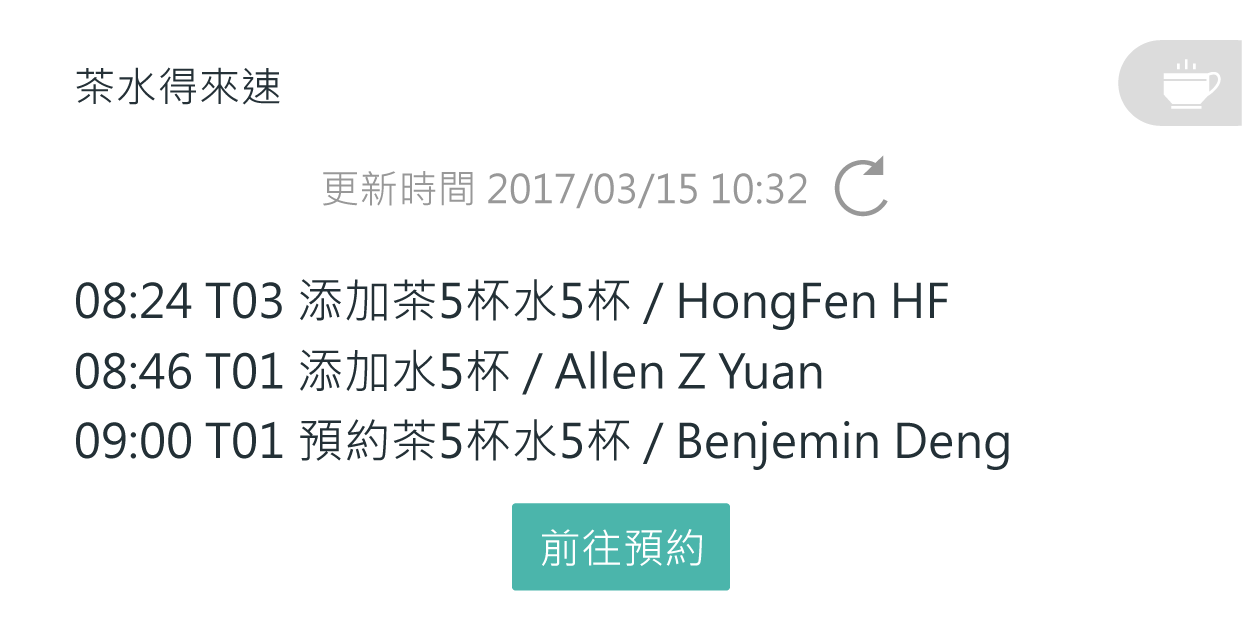 茶水得來速
更新時間 2017/03/15 10:32
08:24 T03 添加茶5杯水5杯 / HongFen HF
08:46 T01 添加水5杯 / Allen Z Yuan
09:00 T01 預約茶5杯水5杯 / Benjemin Deng
前往預約